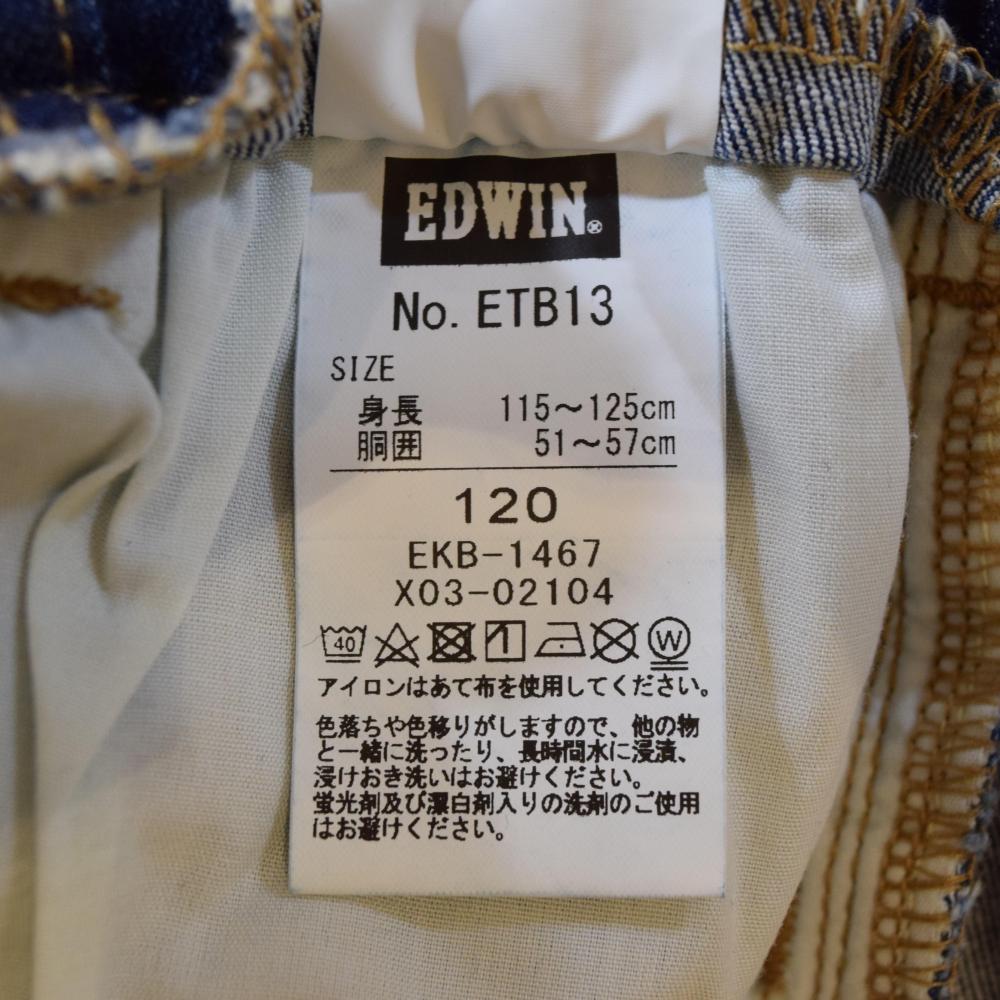 EDWIN®
No. ETB13
SIZE
身長 115～125cm
胴囲 51～57cm
120
EKB-1467
X03-02104
40 1 W
アイロンはあて布を使用してください。
色落ちや色移りがしますので、他の物
と一緒に洗ったり、長時間水に浸漬、
浸けおき洗いはお避けください。
蛍光剤及び漂白剤入りの洗剤のご使用
はお避けください。